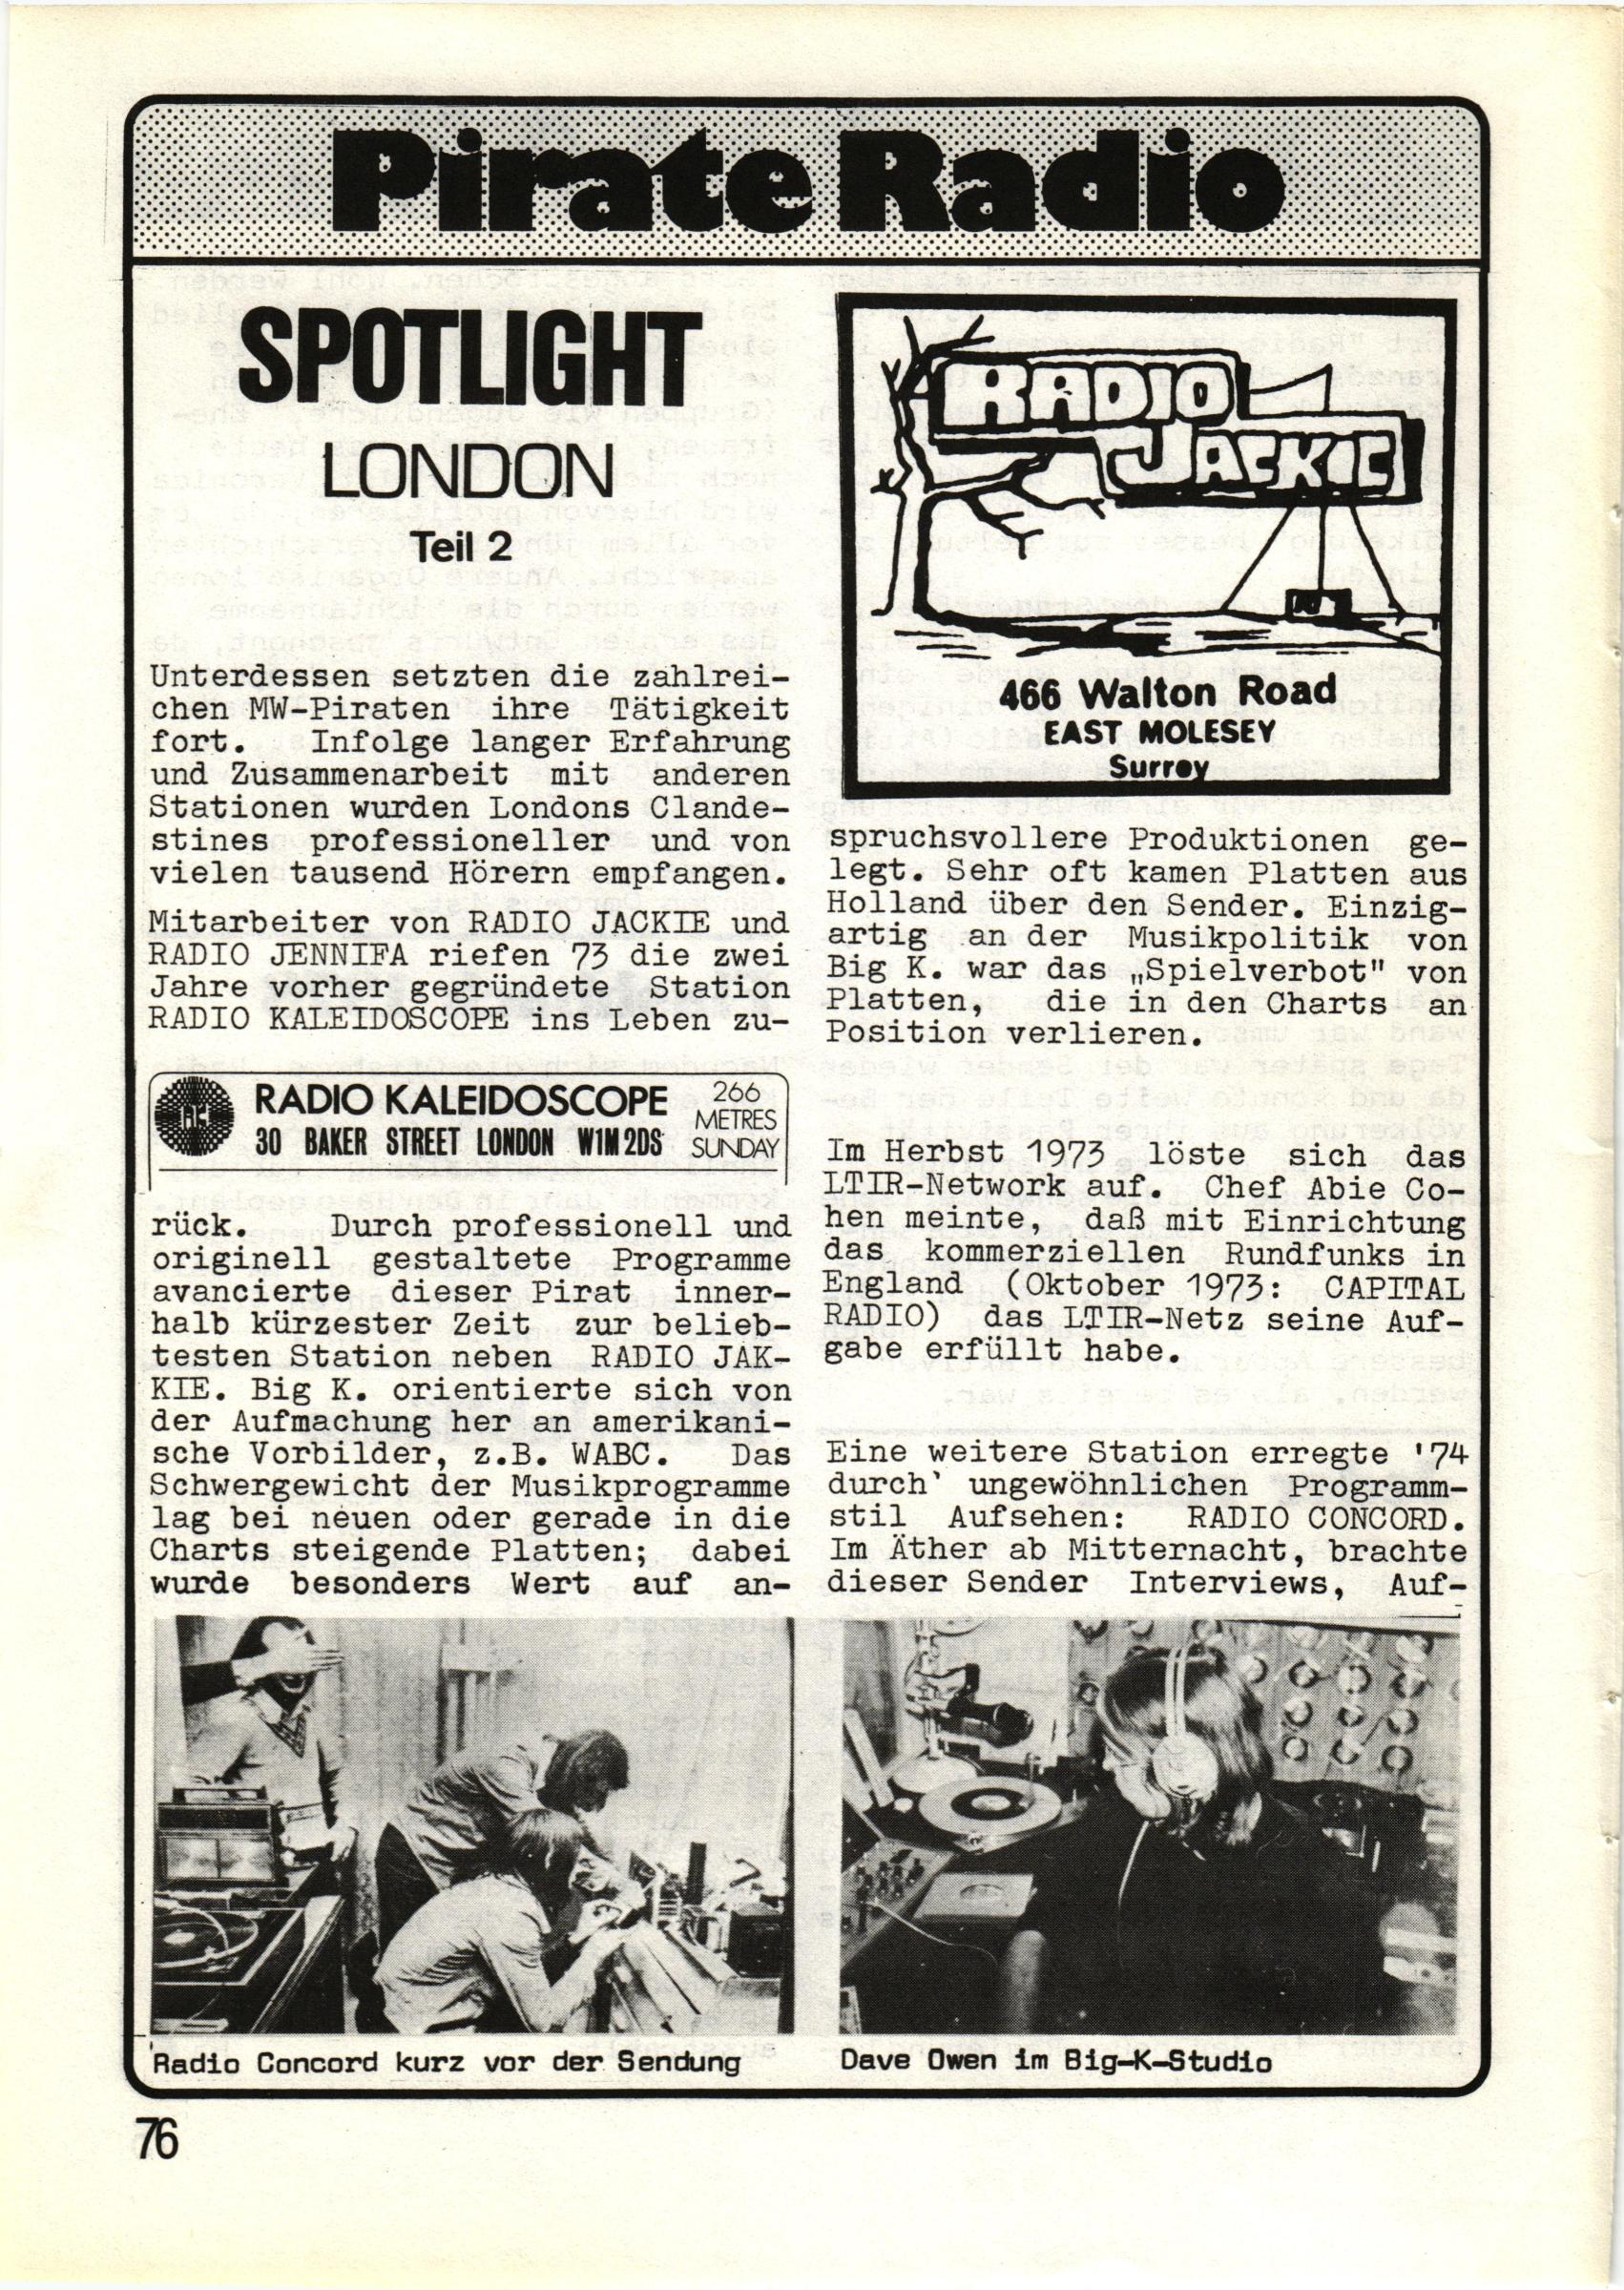 Pirate Radio
SPOTLIGHT
LONDON
Teil 2
Unterdessen setzten die zahlrei-
chen MW-Piraten ihre Tätigkeit
fort. Infolge langer Erfahrung
und Zusammenarbeit mit anderen
Stationen wurden Londons Clande-
stines professioneller und von
vielen tausend Hörern empfangen.
Mitarbeiter von RADIO JACKIE und
RADIO JENNIFA riefen 73 die zwei
Jahre vorher gegründete Station
RADIO KALEIDOSCOPE ins Leben zu-
RK
RADIO KALEIDOSCOPE
30 BAKER STREET LONDON W1M 2DS
266
METRES
SUNDAY
rück. Durch professionell und
originell gestaltete Programme
avancierte dieser Pirat inner-
halb kürzester Zeit zur belieb-
testen Station neben RADIO JAK-
KIE. Big K. orientierte sich von
der Aufmachung her an amerikani-
sche Vorbilder, z.B. WABC. Das
Schwergewicht der Musikprogramme
lag bei neuen oder gerade in die
Charts steigende Platten; dabei
wurde besonders Wert auf an-
RADIO
JACKIE
466 Walton Road
EAST MOLESEY
Surrey
spruchsvollere Produktionen ge-
legt. Sehr oft kamen Platten aus
Holland über den Sender. Einzig-
artig an der Musikpolitik von
Big K. war das „Spielverbot" von
Platten, die in den Charts an
Position verlieren.
Im Herbst 1973 löste sich das
LTIR-Network auf. Chef Abie Co-
hen meinte, daß mit Einrichtung
das kommerziellen Rundfunks in
England (Oktober 1973: CAPITAL
RADIO) das LTIR-Netz seine Auf-
gabe erfüllt habe.
Eine weitere Station erregte '74
durch' ungewöhnlichen Programm-
stil Aufsehen: RADIO CONCORD.
Im Äther ab Mitternacht, brachte
dieser Sender Interviews, Auf-
Radio Concord kurz vor der Sendung
Dave Owen im Big-K-Studio
76